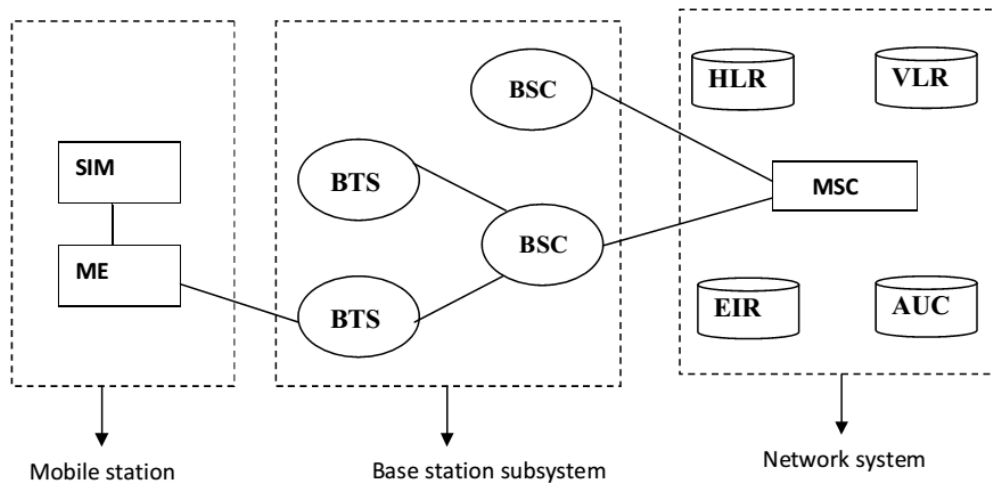 HLR
VLR
BSC
SIM
BTS
MSC
BSC
ME
BTS
EIR
AUC
Mobile station
Base station subsystem
Network system